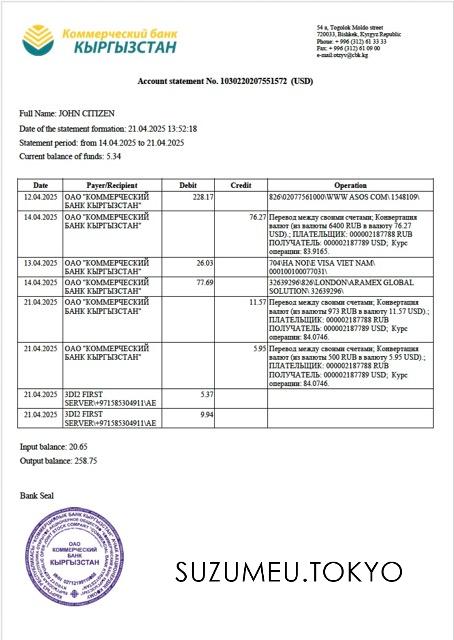 Коммерческий банк
КЫРГЫЗСТАН
54 a, Togolok Moldo street
720033, Bishkek, Kyrgyz Republic
Phone: + 996 (312) 61 33 33
Fax: + 996 (312) 61 09 00
e-mail:otzyv@cbk.kg
Account statement No. 1030220207551572 (USD)
Full Name: JOHN CITIZEN
Date of the statement formation: 21.04.2025 13:52:18
Statement period: from 14.04.2025 to 21.04.2025
Current balance of funds: 5.34
Date Payer/Recipient Debit Credit Operation
12.04.2025 ОАО "КОММЕРЧЕСКИЙ 228.17 826\02077561000\WWW ASOS COM\1548109\
БАНК КЫРГЫЗСТАН"
14.04.2025 ОАО "КОММЕРЧЕСКИЙ 76.27 Перевод между своими счетами; Конвертация
БАНК КЫРГЫЗСТАН" валют (из валюты 6400 RUB в валюту 76.27
USD).; ПЛАТЕЛЬЩИК: 000002187788 RUB
ПОЛУЧАТЕЛЬ: 000002187789 USD; Курс
операции: 83.9165.
13.04.2025 ОАО "КОММЕРЧЕСКИЙ 26.03 704\HA NOI\E VISA VIET NAM\
БАНК КЫРГЫЗСТАН" 000100100077031\
14.04.2025 ОАО "КОММЕРЧЕСКИЙ 77.69 32639296\826\LONDON\ARAMEX GLOBAL
БАНК КЫРГЫЗСТАН" SOLUTION\ 32639296\
21.04.2025 ОАО "КОММЕРЧЕСКИЙ 11.57 Перевод между своими счетами; Конвертация
БАНК КЫРГЫЗСТАН" валют (из валюты 973 RUB в валюту 11.57 USD).;
ПЛАТЕЛЬЩИК: 000002187788 RUB
ПОЛУЧАТЕЛЬ: 000002187789 USD; Курс
операции: 84.0746.
21.04.2025 ОАО "КОММЕРЧЕСКИЙ 5.95 Перевод между своими счетами; Конвертация
БАНК КЫРГЫЗСТАН" валют (из валюты 500 RUB в валюту 5.95 USD).;
ПЛАТЕЛЬЩИК: 000002187788 RUB
ПОЛУЧАТЕЛЬ: 000002187789 USD; Курс
операции: 84.0746.
21.04.2025 3DI2 FIRST 5.37
SERVER\+971585304911\AE
21.04.2025 3DI2 FIRST 9.94
SERVER\+971585304911\AE
Input balance: 20.65
Output balance: 258.75
Bank Seal
ОАО
КОММЕРЧЕСКИЙ
БАНК
КЫРГЫЗСТАН
SUZUMEU.TOKYO